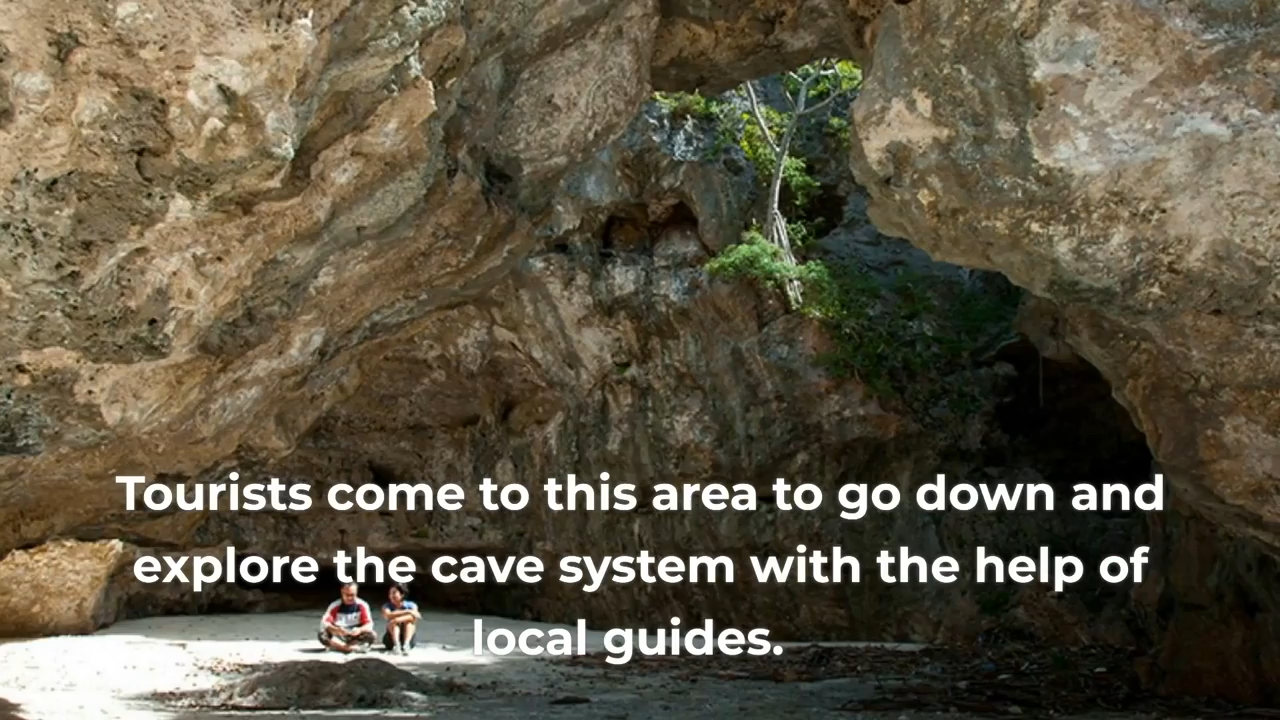 Tourists come to this area to go down and
explore the cave system with the help of
local guides.